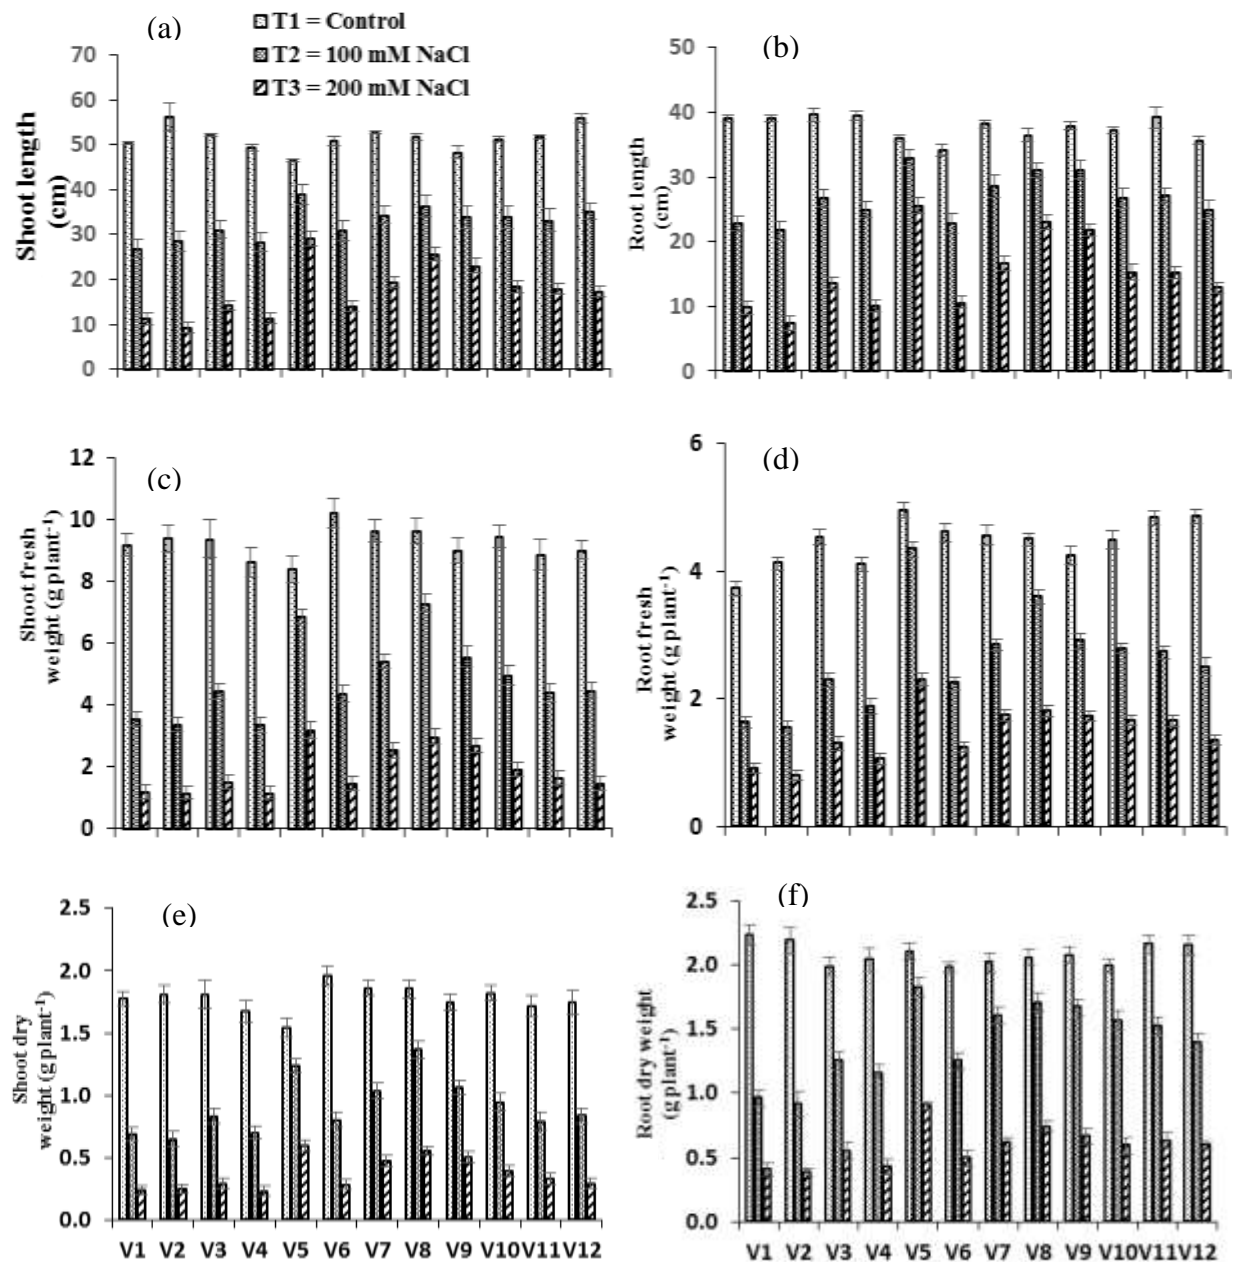 (a)
T1 = Control
T2 = 100 mM NaCl
T3 = 200 mM NaCl
70
60
50
40
30
20
10
0
Shoot length
(cm)
(b)
50
40
30
20
10
0
Root length
(cm)
(c)
12
10
8
6
4
2
0
Shoot fresh
weight (g plant⁻¹)
(d)
6
4
2
0
Root fresh
weight (g plant⁻¹)
(e)
2.5
2.0
1.5
1.0
0.5
0.0
Shoot dry
weight (g plant⁻¹)
V1 V2 V3 V4 V5 V6 V7 V8 V9 V10 V11 V12
(f)
2.5
2.0
1.5
1.0
0.5
0.0
Root dry weight
(g plant⁻¹)
V1 V2 V3 V4 V5 V6 V7 V8 V9 V10 V11 V12